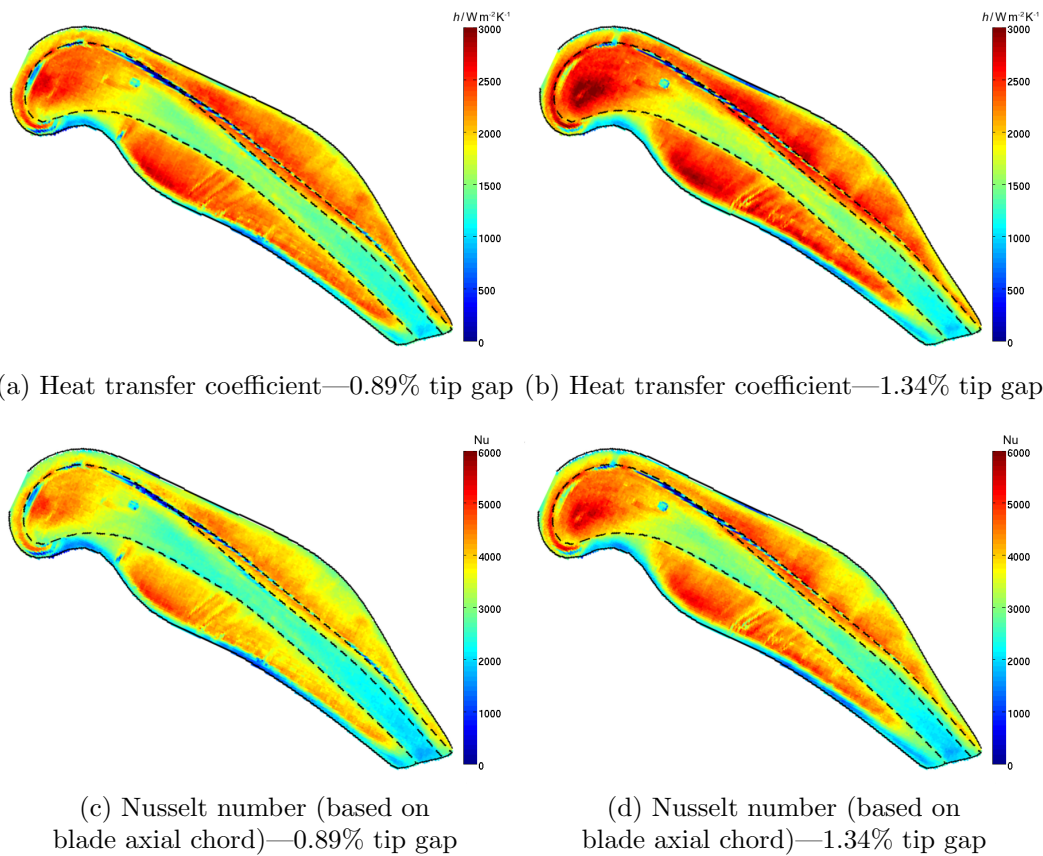 h/W m⁻² K⁻¹
3000
2500
2000
1500
1000
500
0
h/W m⁻² K⁻¹
3000
2500
2000
1500
1000
500
0
a) Heat transfer coefficient—0.89% tip gap
(b) Heat transfer coefficient—1.34% tip gap
Nu
6000
5000
4000
3000
2000
1000
0
Nu
6000
5000
4000
3000
2000
1000
0
(c) Nusselt number (based on
blade axial chord)—0.89% tip gap
(d) Nusselt number (based on
blade axial chord)—1.34% tip gap